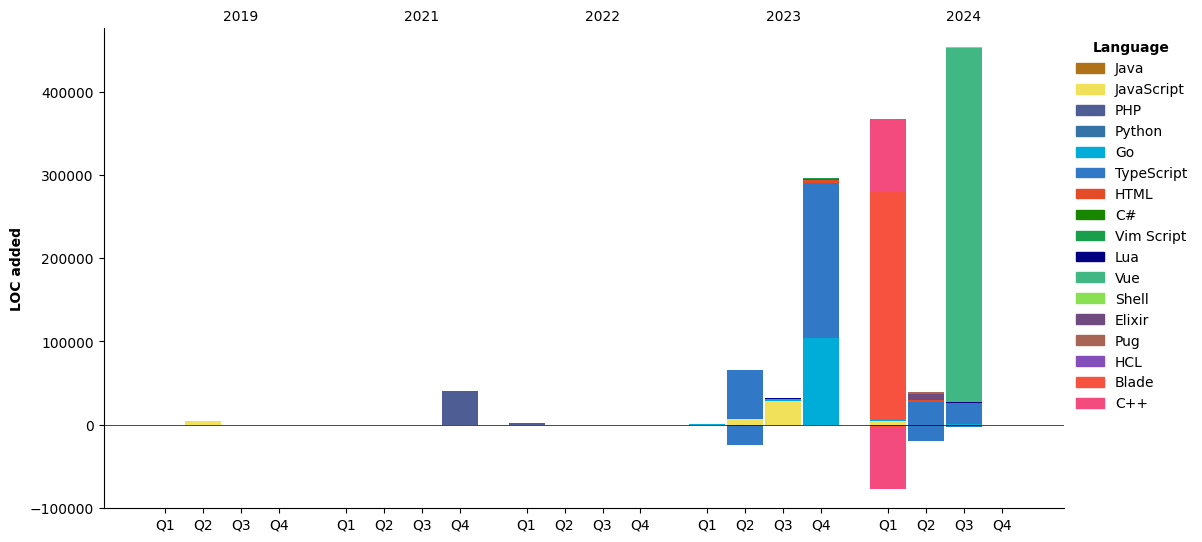 2019 2021 2022 2023 2024
LOC added
400000
300000
200000
100000
0
−100000
Q1 Q2 Q3 Q4 Q1 Q2 Q3 Q4 Q1 Q2 Q3 Q4 Q1 Q2 Q3 Q4 Q1 Q2 Q3 Q4
Language
Java
JavaScript
PHP
Python
Go
TypeScript
HTML
C#
Vim Script
Lua
Vue
Shell
Elixir
Pug
HCL
Blade
C++